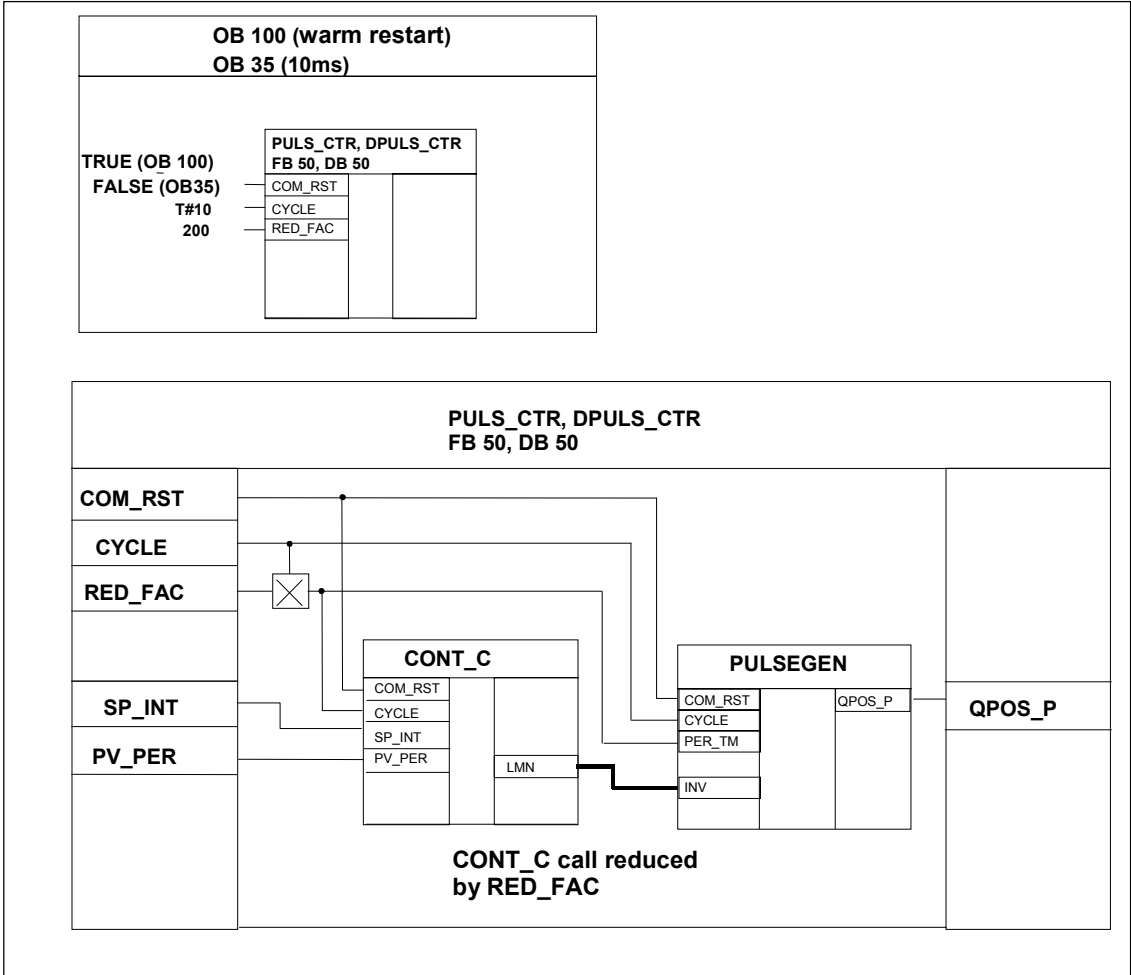 OB 100 (warm restart)
OB 35 (10ms)
PULS_CTR, DPULS_CTR
FB 50, DB 50
TRUE (OB 100)
FALSE (OB35)
COM_RST
T#10
CYCLE
200
RED_FAC
PULS_CTR, DPULS_CTR
FB 50, DB 50
COM_RST
CYCLE
RED_FAC
SP_INT
PV_PER
CONT_C
COM_RST
CYCLE
SP_INT
PV_PER
LMN
PULSEGEN
COM_RST
CYCLE
PER_TM
INV
QPOS_P
QPOS_P
CONT_C call reduced
by RED_FAC